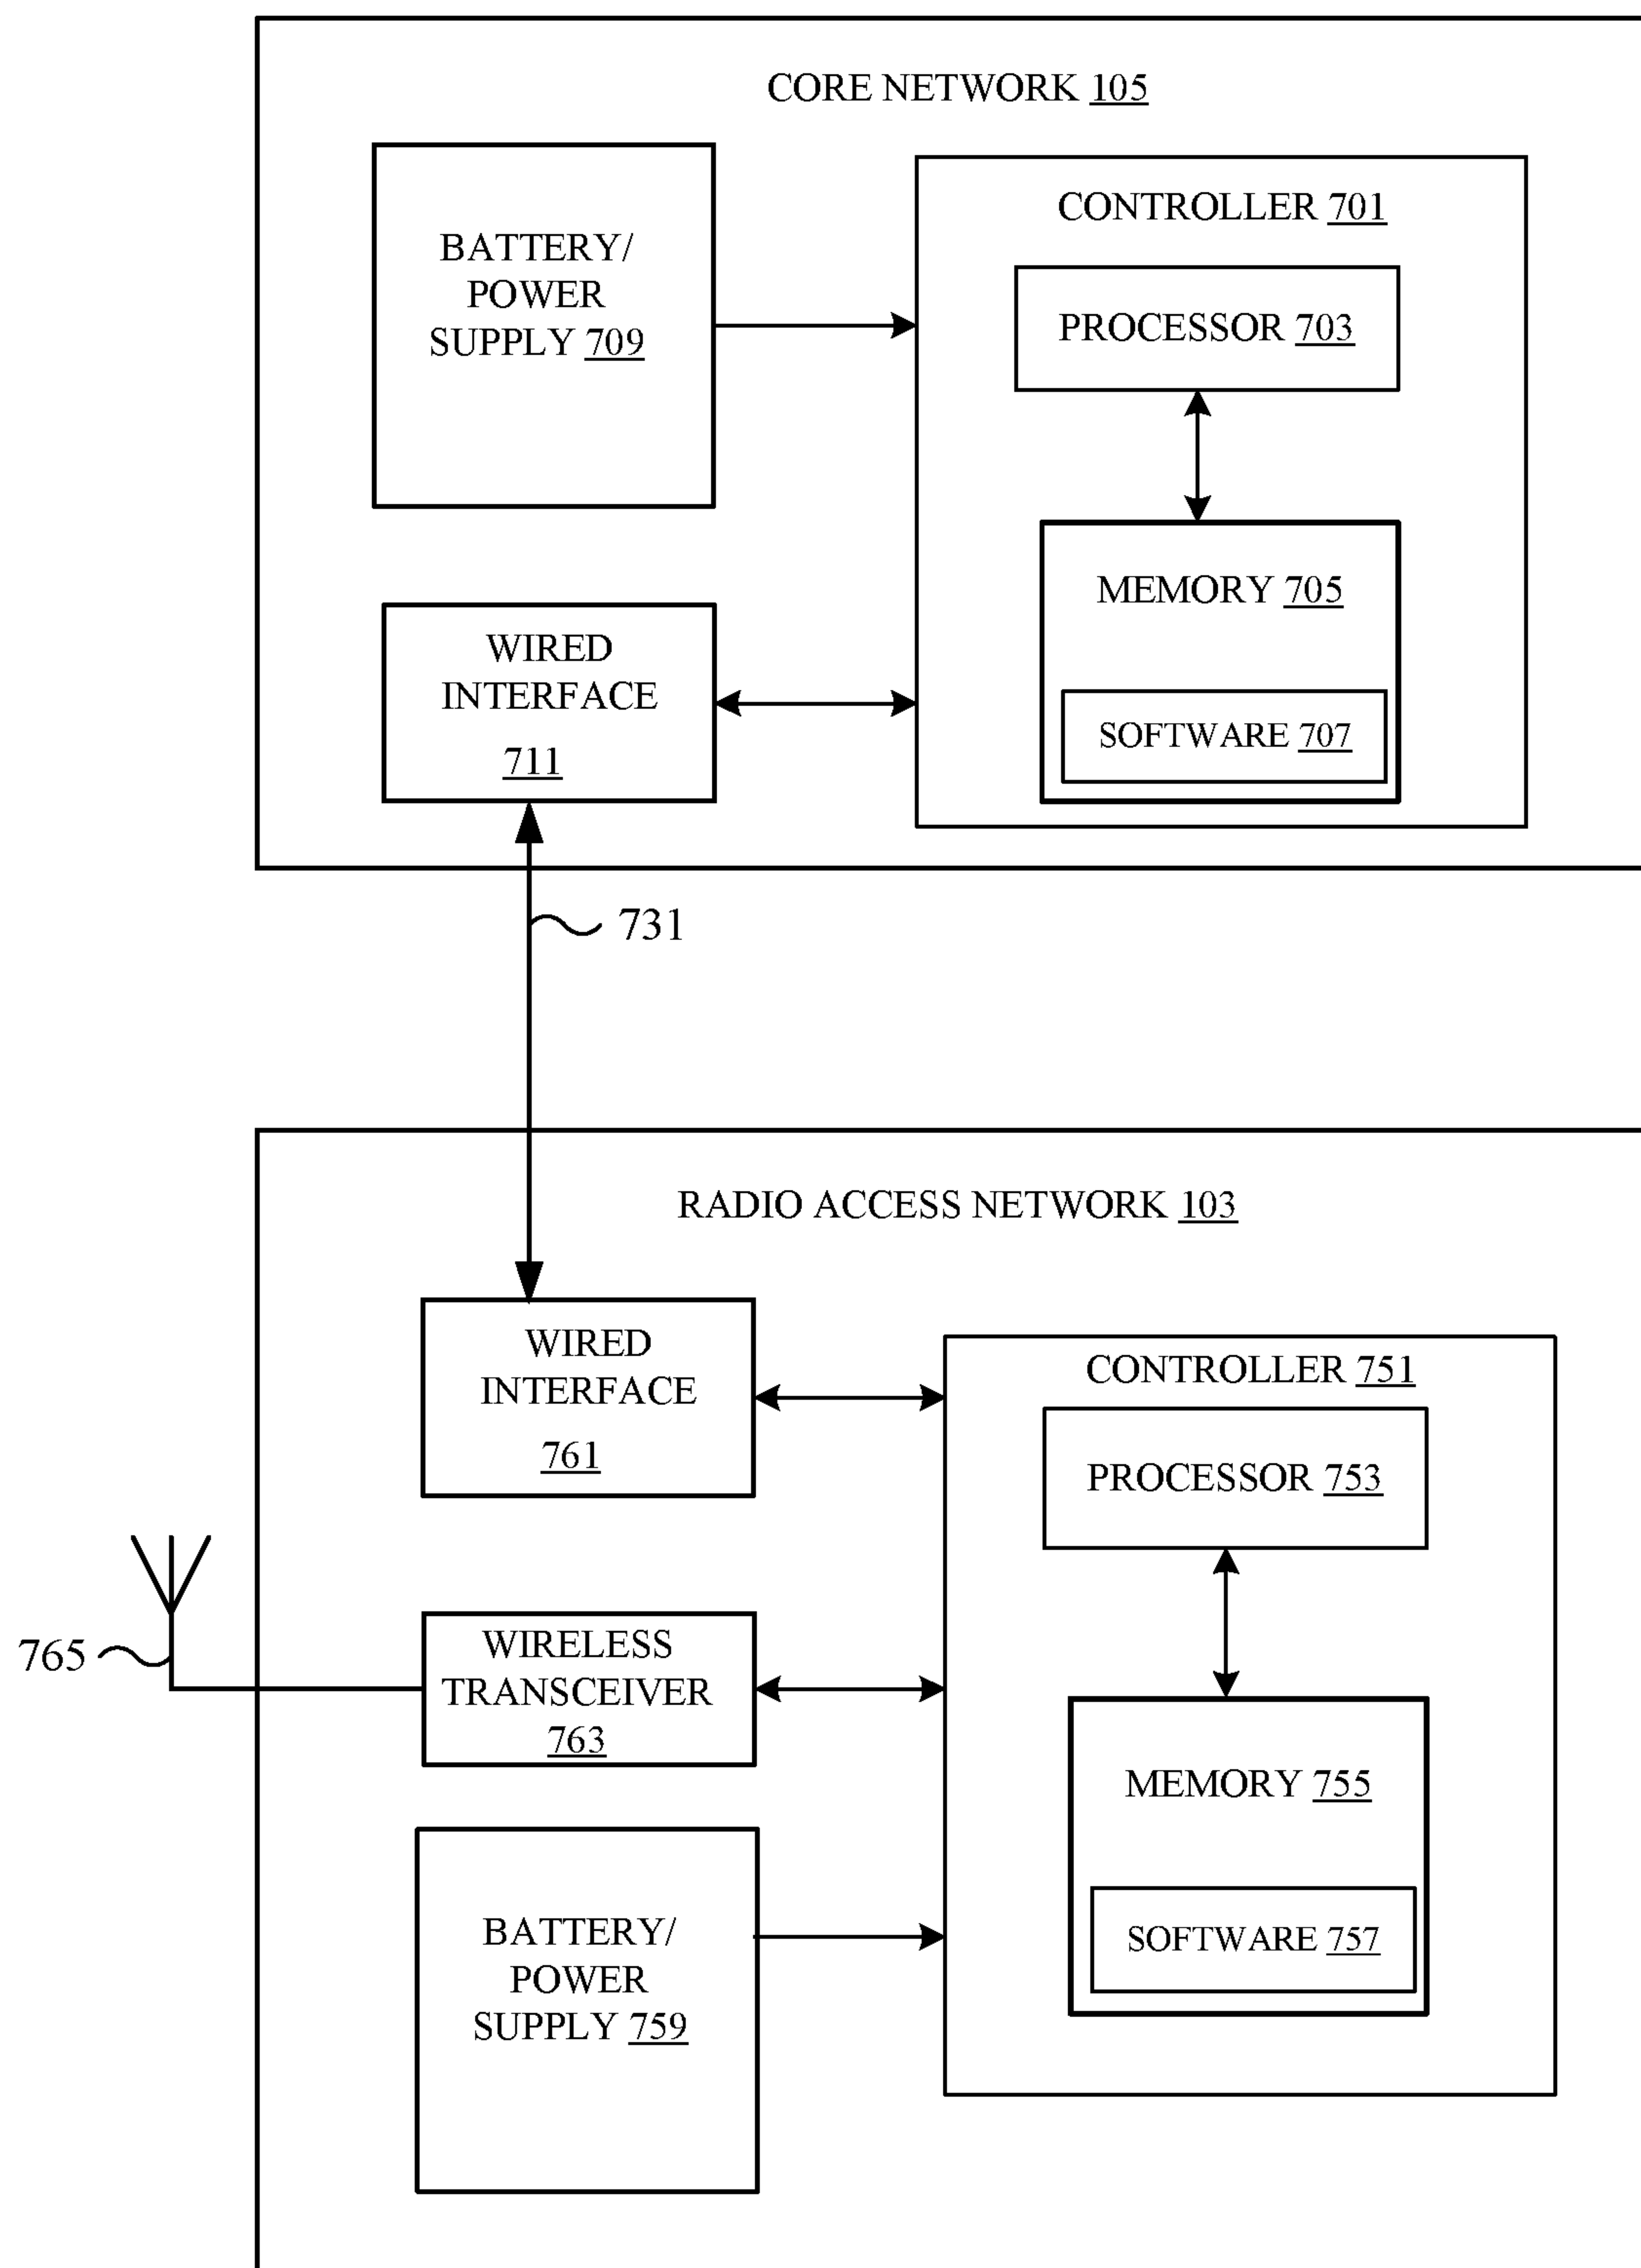 CORE NETWORK 105
BATTERY/
POWER
SUPPLY 709
CONTROLLER 701
PROCESSOR 703
MEMORY 705
SOFTWARE 707
WIRED
INTERFACE
711
731
RADIO ACCESS NETWORK 103
WIRED
INTERFACE
761
CONTROLLER 751
PROCESSOR 753
765
WIRELESS
TRANSCEIVER
763
MEMORY 755
SOFTWARE 757
BATTERY/
POWER
SUPPLY 759